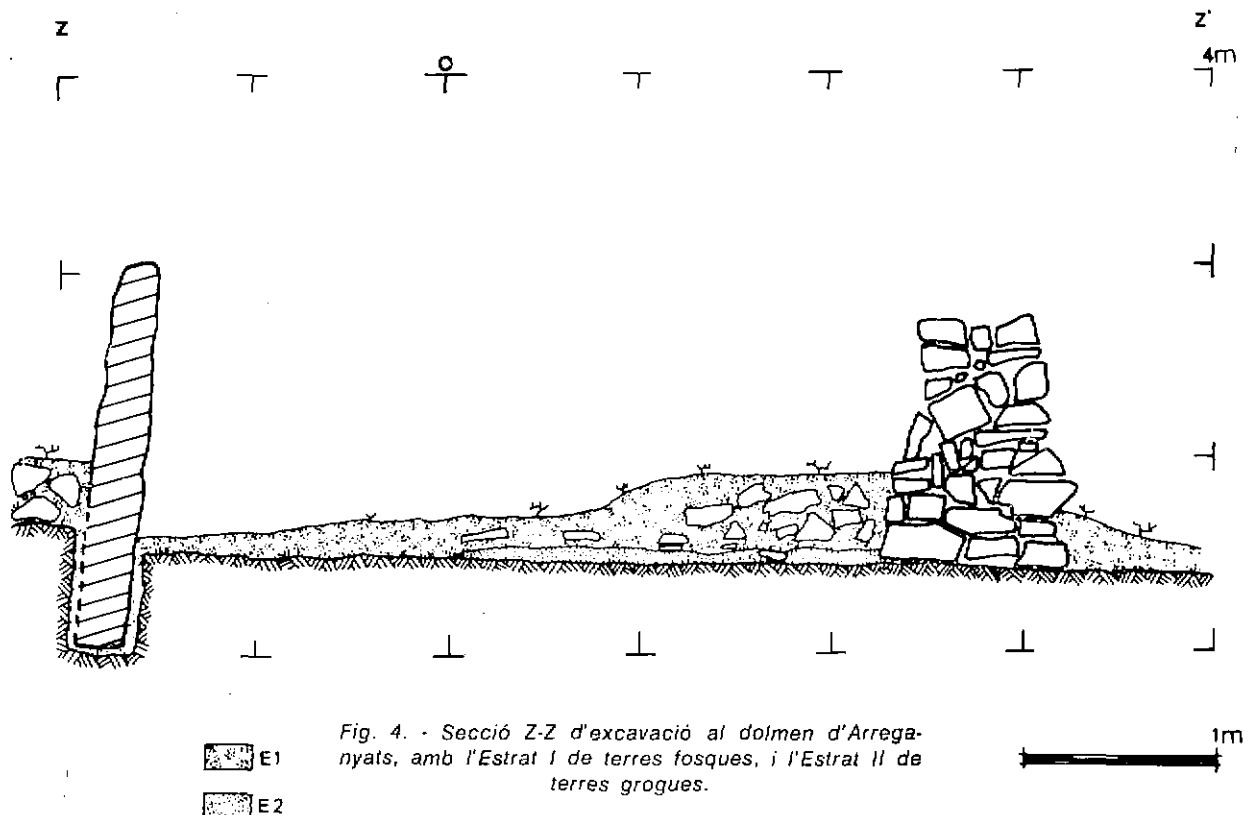 Z
Z'
O
4m
E1
E2
Fig. 4. - Secció Z-Z d'excavació al dolmen d'Arrega-
nyats, amb l'Estrat I de terres fosques, i l'Estrat II de
terres grogues.
1m